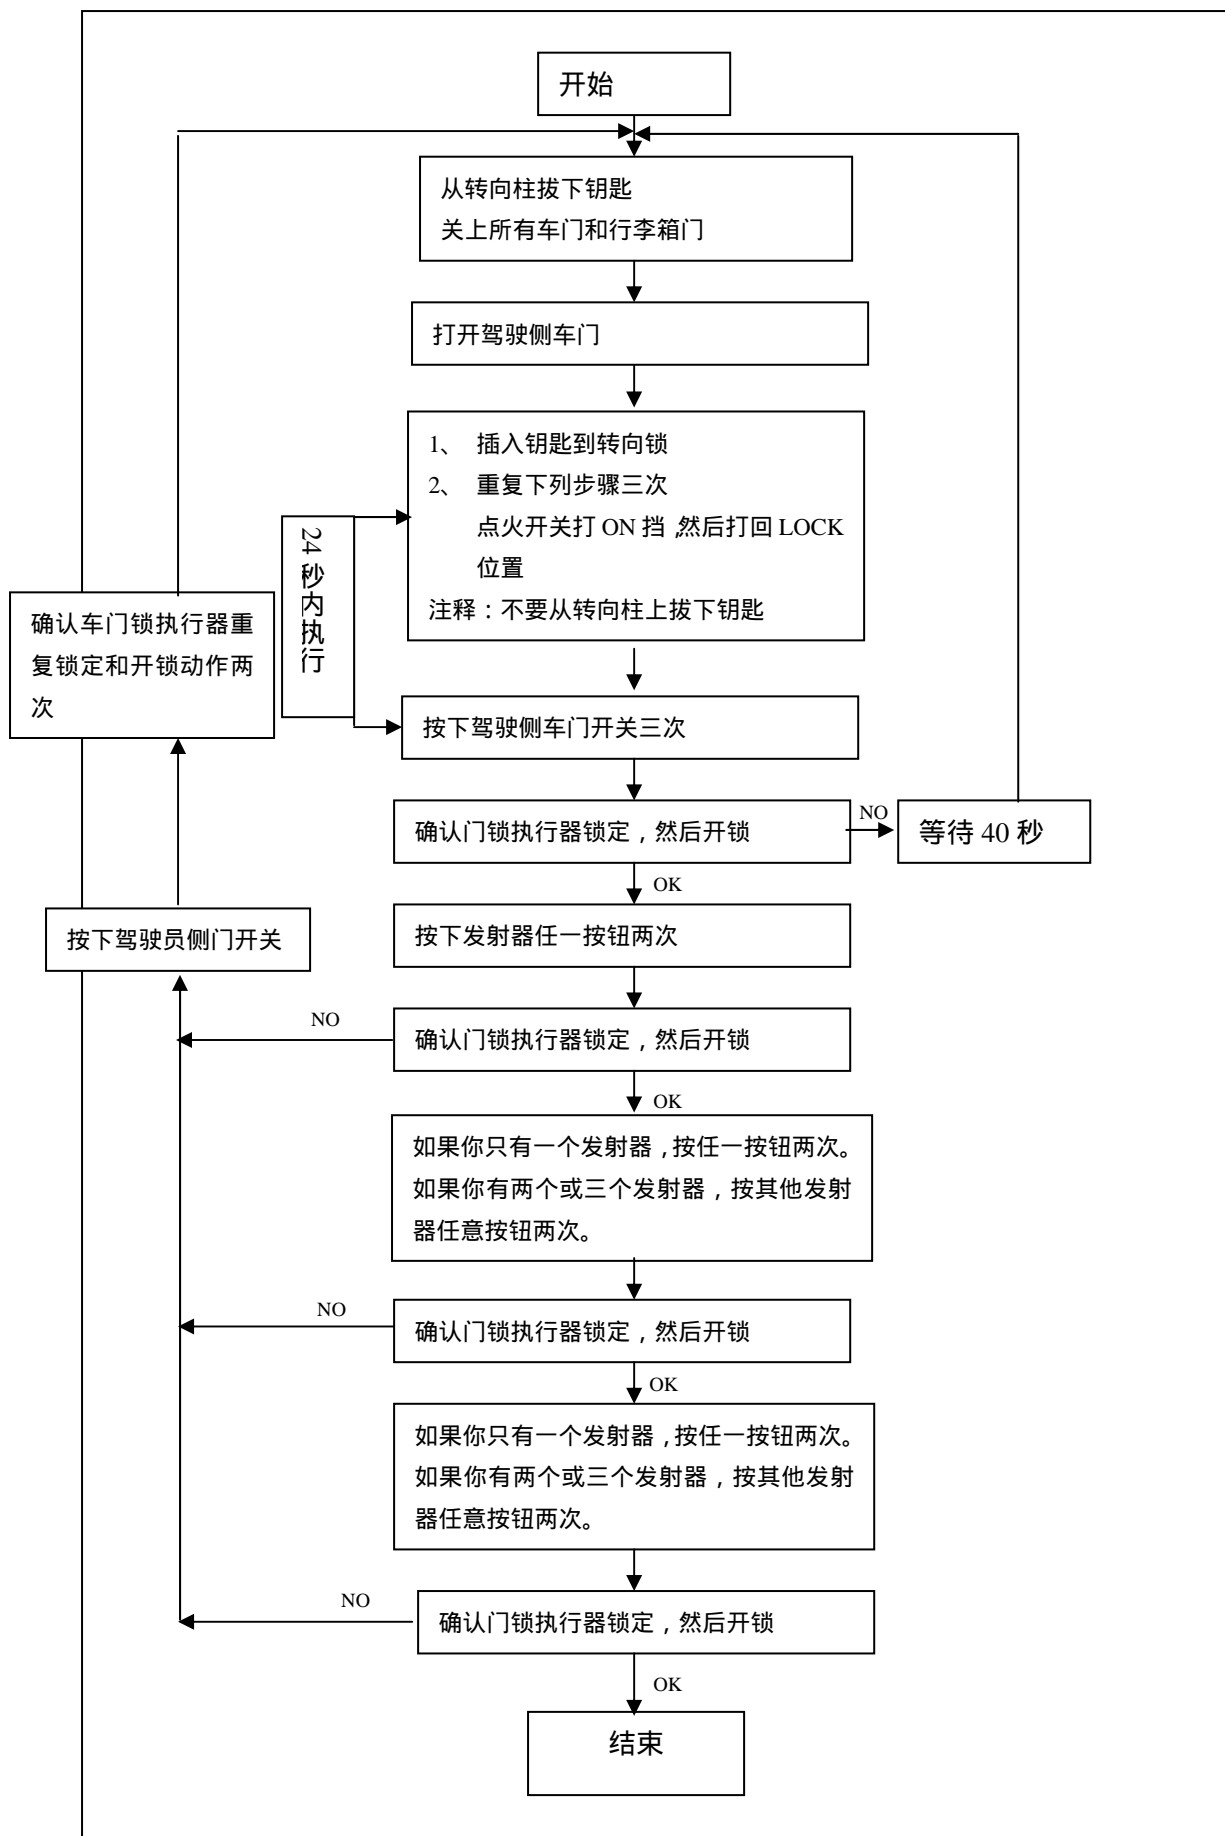 开始
从转向柱拔下钥匙
关上所有车门和行李箱门
打开驾驶侧车门
1、 插入钥匙到转向锁
2、 重复下列步骤三次
点火开关打 ON 挡 ,然后打回 LOCK
位置
注释：不要从转向柱上拔下钥匙
24 秒内执行
确认车门锁执行器重
复锁定和开锁动作两
次
按下驾驶侧车门开关三次
确认门锁执行器锁定，然后开锁
NO
等待 40 秒
OK
按下驾驶员侧门开关
按下发射器任一按钮两次
NO
确认门锁执行器锁定，然后开锁
OK
如果你只有一个发射器，按任一按钮两次。
如果你有两个或三个发射器，按其他发射
器任意按钮两次。
NO
确认门锁执行器锁定，然后开锁
OK
如果你只有一个发射器，按任一按钮两次。
如果你有两个或三个发射器，按其他发射
器任意按钮两次。
NO
确认门锁执行器锁定，然后开锁
OK
结束